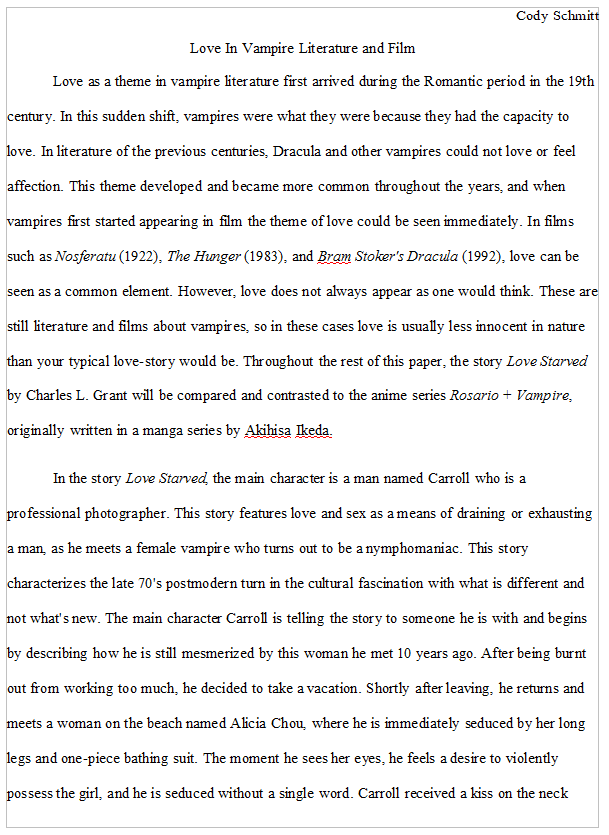 Cody Schmitt
Love In Vampire Literature and Film
Love as a theme in vampire literature first arrived during the Romantic period in the 19th
century. In this sudden shift, vampires were what they were because they had the capacity to
love. In literature of the previous centuries, Dracula and other vampires could not love or feel
affection. This theme developed and became more common throughout the years, and when
vampires first started appearing in film the theme of love could be seen immediately. In films
such as Nosferatu (1922), The Hunger (1983), and Bram Stoker's Dracula (1992), love can be
seen as a common element. However, love does not always appear as one would think. These are
still literature and films about vampires, so in these cases love is usually less innocent in nature
than your typical love-story would be. Throughout the rest of this paper, the story Love Starved
by Charles L. Grant will be compared and contrasted to the anime series Rosario + Vampire,
originally written in a manga series by Akihisa Ikeda.
In the story Love Starved, the main character is a man named Carroll who is a
professional photographer. This story features love and sex as a means of draining or exhausting
a man, as he meets a female vampire who turns out to be a nymphomaniac. This story
characterizes the late 70's postmodern turn in the cultural fascination with what is different and
not what's new. The main character Carroll is telling the story to someone he is with and begins
by describing how he is still mesmerized by this woman he met 10 years ago. After being burnt
out from working too much, he decided to take a vacation. Shortly after leaving, he returns and
meets a woman on the beach named Alicia Chou, where he is immediately seduced by her long
legs and one-piece bathing suit. The moment he sees her eyes, he feels a desire to violently
possess the girl, and he is seduced without a single word. Carroll received a kiss on the neck